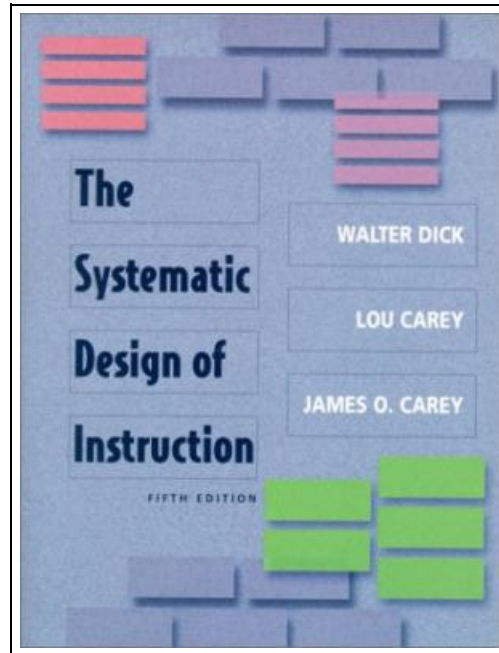 The
Systematic
Design of
Instruction
FIFTH EDITION
WALTER DICK
LOU CAREY
JAMES O. CAREY